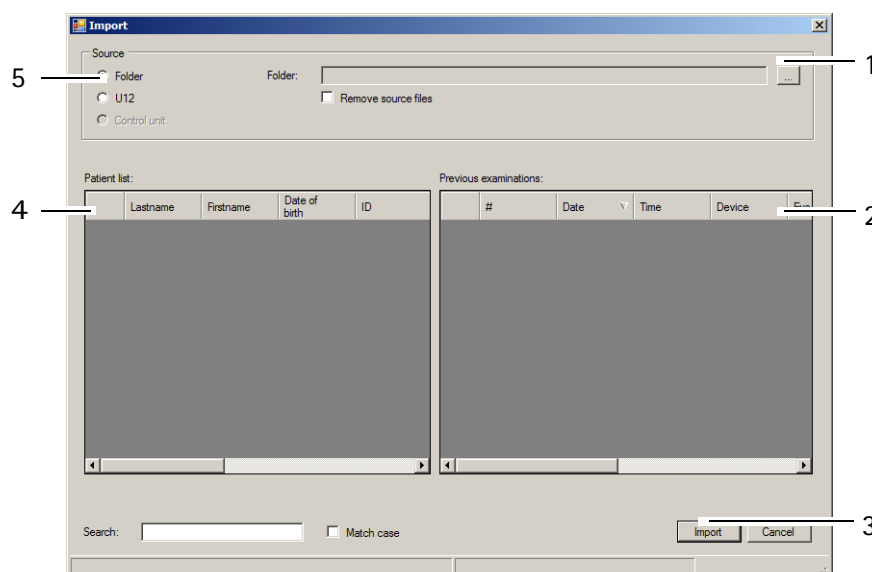 Import
Source
5 Folder Folder: ... 1
U12 Remove source files
Control unit
Patient list: Previous examinations:
4 Lastname Firstname Date of birth ID # Date Time Device 2
Search: Match case Import Cancel 3